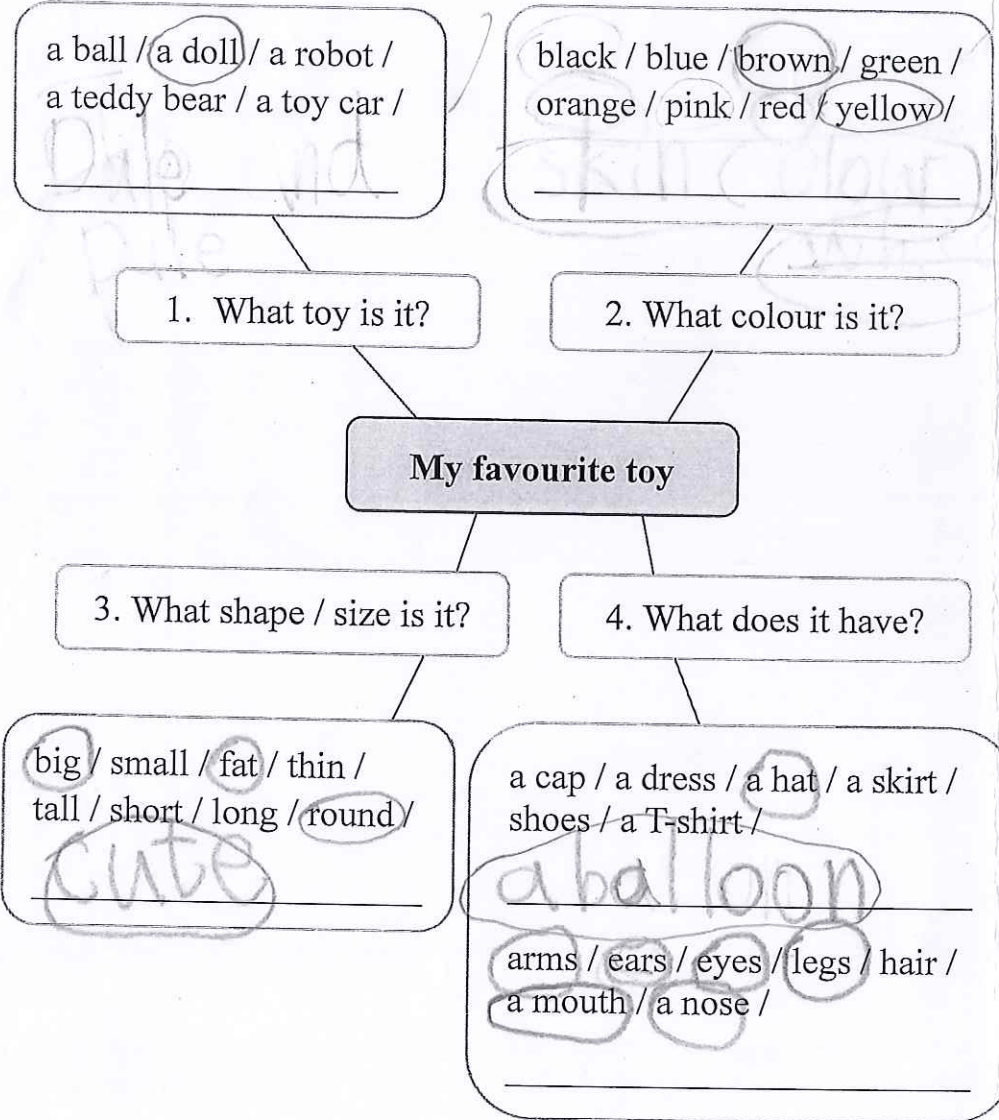 a ball / a doll / a robot /
a teddy bear / a toy car /
black / blue / brown / green /
orange / pink / red / yellow /
skin colour
1. What toy is it?
2. What colour is it?
My favourite toy
3. What shape / size is it?
4. What does it have?
big / small / fat / thin /
tall / short / long / round /
cute
a cap / a dress / a hat / a skirt /
shoes / a T-shirt /
a balloon
arms / ears / eyes / legs / hair /
a mouth / a nose /